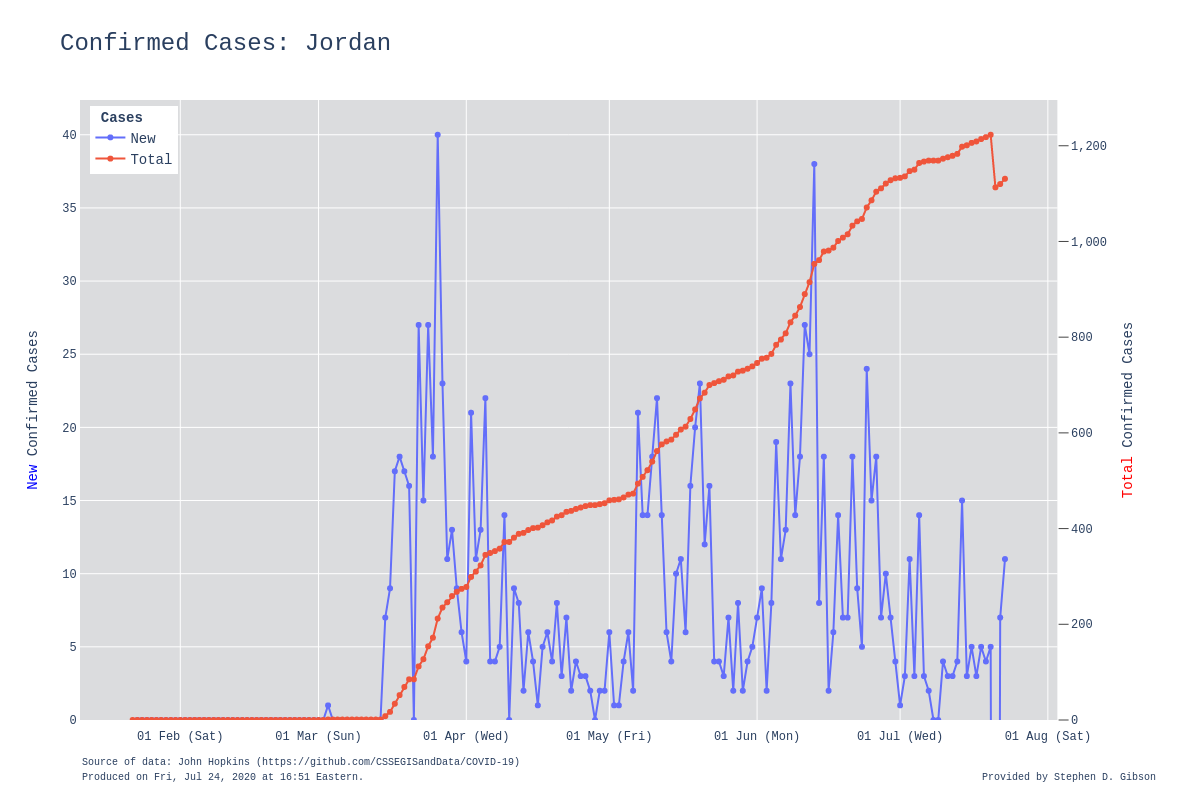 Confirmed Cases: Jordan
Cases
New
Total
40
35
30
25
20
15
10
5
0
1,200
1,000
800
600
400
200
0
New Confirmed Cases
Total Confirmed Cases
01 Feb (Sat)
01 Mar (Sun)
01 Apr (Wed)
01 May (Fri)
01 Jun (Mon)
01 Jul (Wed)
01 Aug (Sat)
Source of data: John Hopkins (https://github.com/CSSEGISandData/COVID-19)
Produced on Fri, Jul 24, 2020 at 16:51 Eastern.
Provided by Stephen D. Gibson